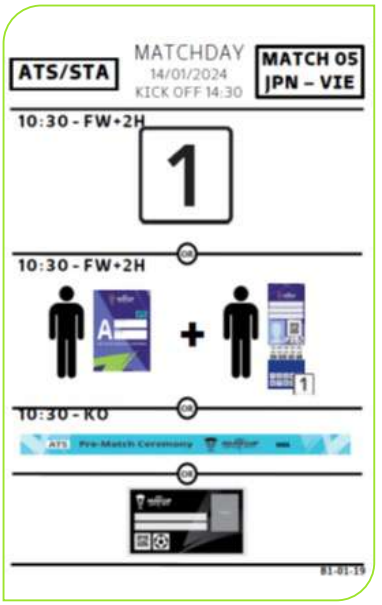 ATS/STA
MATCHDAY
14/01/2024
KICK OFF 14:30
MATCH 05
JPN – VIE
10:30 - FW+2H
1
OR
10:30 - FW+2H
A
+
1
OR
10:30 - KO
ATS Pre-Match Ceremony
OR
B1-01-19